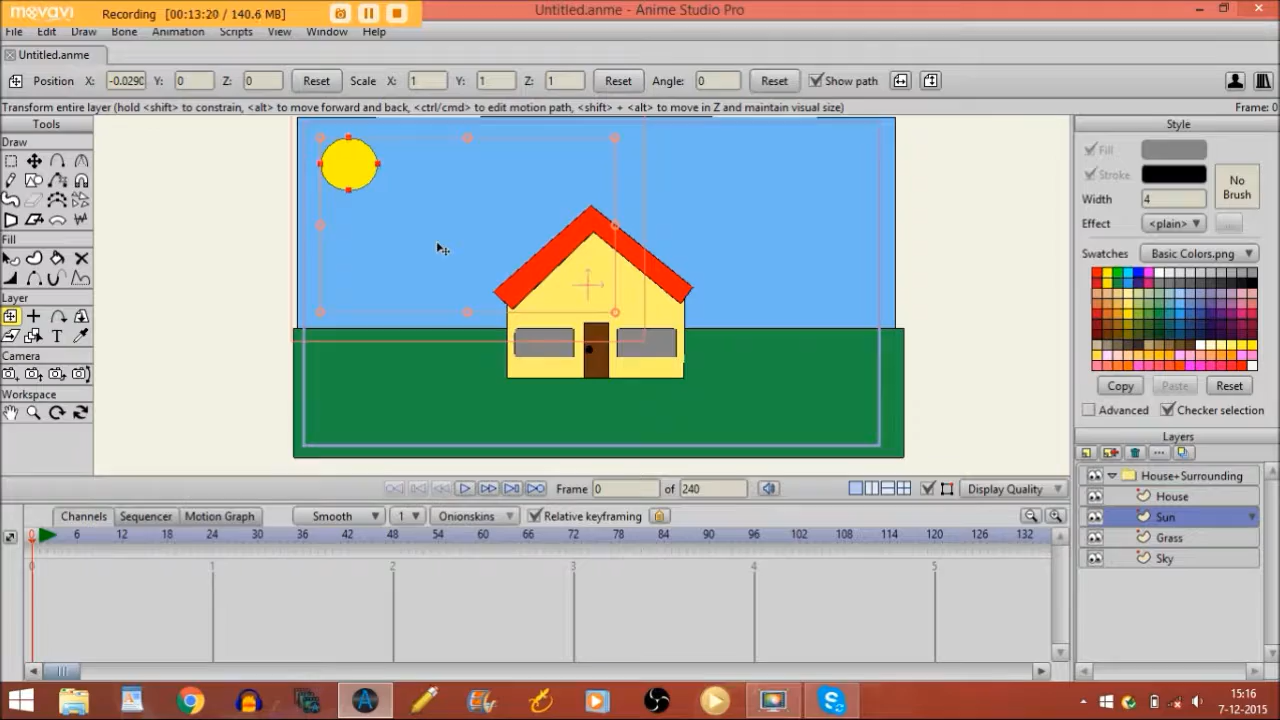 movavi Recording [00:13:20 / 140.6 MB]
Untitled.anme - Anime Studio Pro
File Edit Draw Bone Animation Scripts View Window Help
Untitled.anme
Position X: -0.0290 Y: 0 Z: 0 Reset Scale X: 1 Y: 1 Z: 1 Reset Angle: 0 Reset Show path
Transform entire layer (hold <shift> to constrain, <alt> to move forward and back, <ctrl/cmd> to edit motion path, <shift> + <alt> to move in Z and maintain visual size)
Frame: 0
Tools
Draw
Fill
Layer
T
Camera
Workspace
Style
Fill
Stroke
No Brush
Width 4
Effect <plain>
Swatches Basic Colors.png
Copy Paste Reset
Advanced Checker selection
Layers
House+Surrounding
House
Sun
Grass
Sky
Frame 0 of 240 Display Quality
Channels Sequencer Motion Graph Smooth 1 Onionskins Relative keyframing
0 6 12 18 24 30 36 42 48 54 60 66 72 78 84 90 96 102 108 114 120 126 132
0 1 2 3 4 5
15:16
7-12-2015